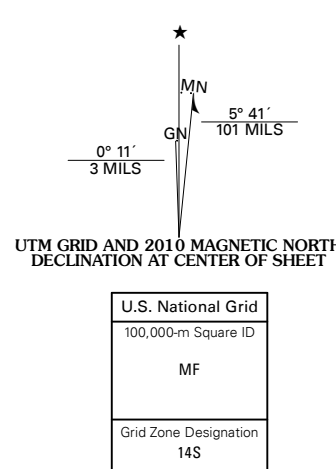 ★
MN
GN
5° 41´
101 MILS
0° 11´
3 MILS
UTM GRID AND 2010 MAGNETIC NORTH
DECLINATION AT CENTER OF SHEET
U.S. National Grid
100,000-m Square ID
MF
Grid Zone Designation
14S